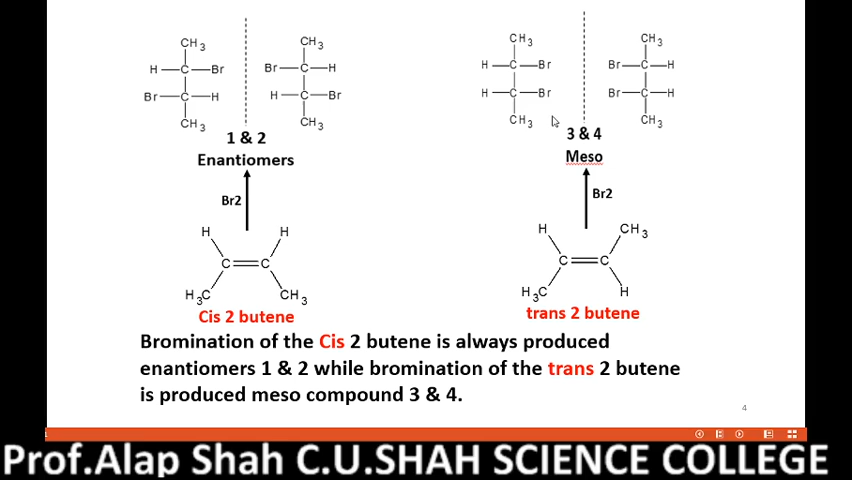 CH3 CH3
H C Br Br C H
Br C H H C Br
CH3 CH3
1 & 2
Enantiomers
Br2
H H
C C
H3C CH3
Cis 2 butene
CH3 CH3
H C Br Br C H
H C Br Br C H
CH3 CH3
3 & 4
Meso
Br2
H CH3
C C
H3C H
trans 2 butene
Bromination of the Cis 2 butene is always produced
enantiomers 1 & 2 while bromination of the trans 2 butene
is produced meso compound 3 & 4.
4
Prof.Alap Shah C.U.SHAH SCIENCE COLLEGE